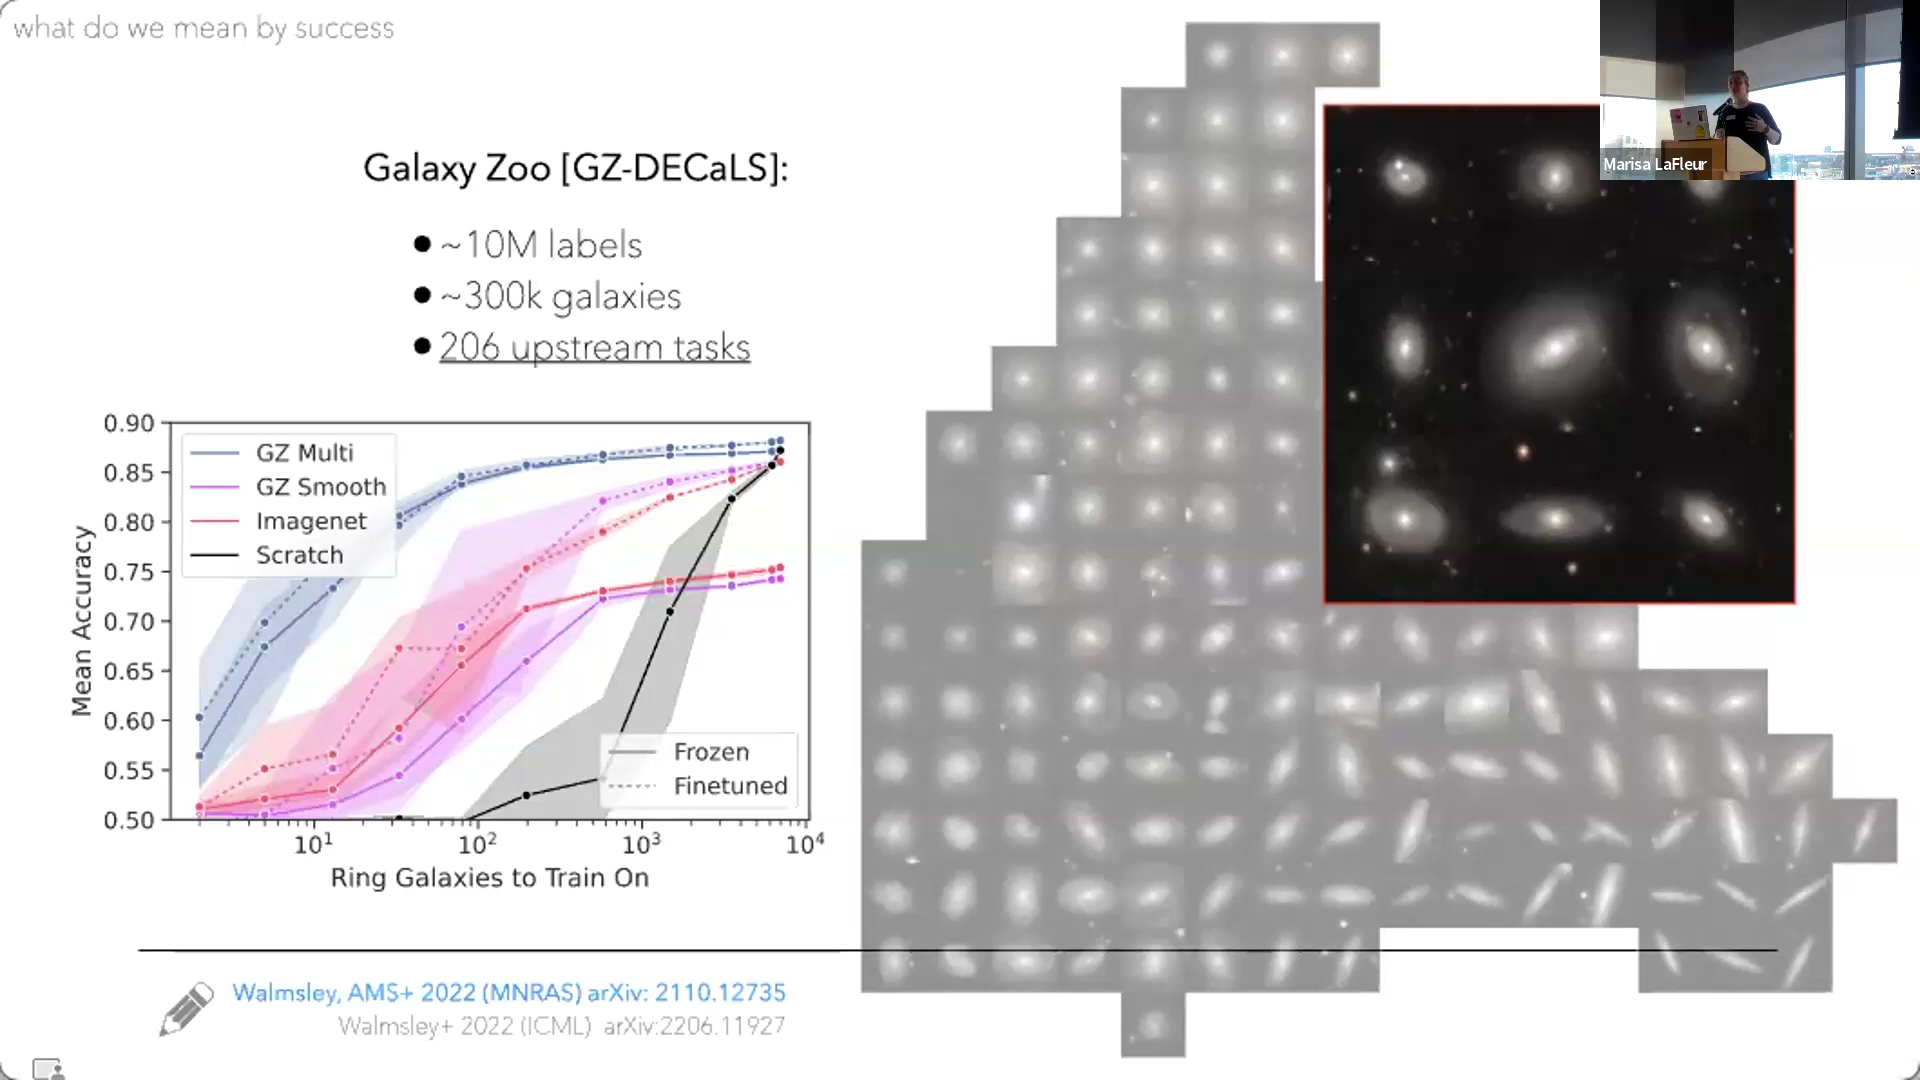 what do we mean by success
Marisa LaFleur
Galaxy Zoo [GZ-DECaLS]:
● ~10M labels
● ~300k galaxies
● 206 upstream tasks
0.90
0.85
0.80
0.75
0.70
0.65
0.60
0.55
0.50
Mean Accuracy
GZ Multi
GZ Smooth
Imagenet
Scratch
Frozen
Finetuned
10¹ 10² 10³ 10⁴
Ring Galaxies to Train On
Walmsley, AMS+ 2022 (MNRAS) arXiv: 2110.12735
Walmsley+ 2022 (ICML) arXiv:2206.11927